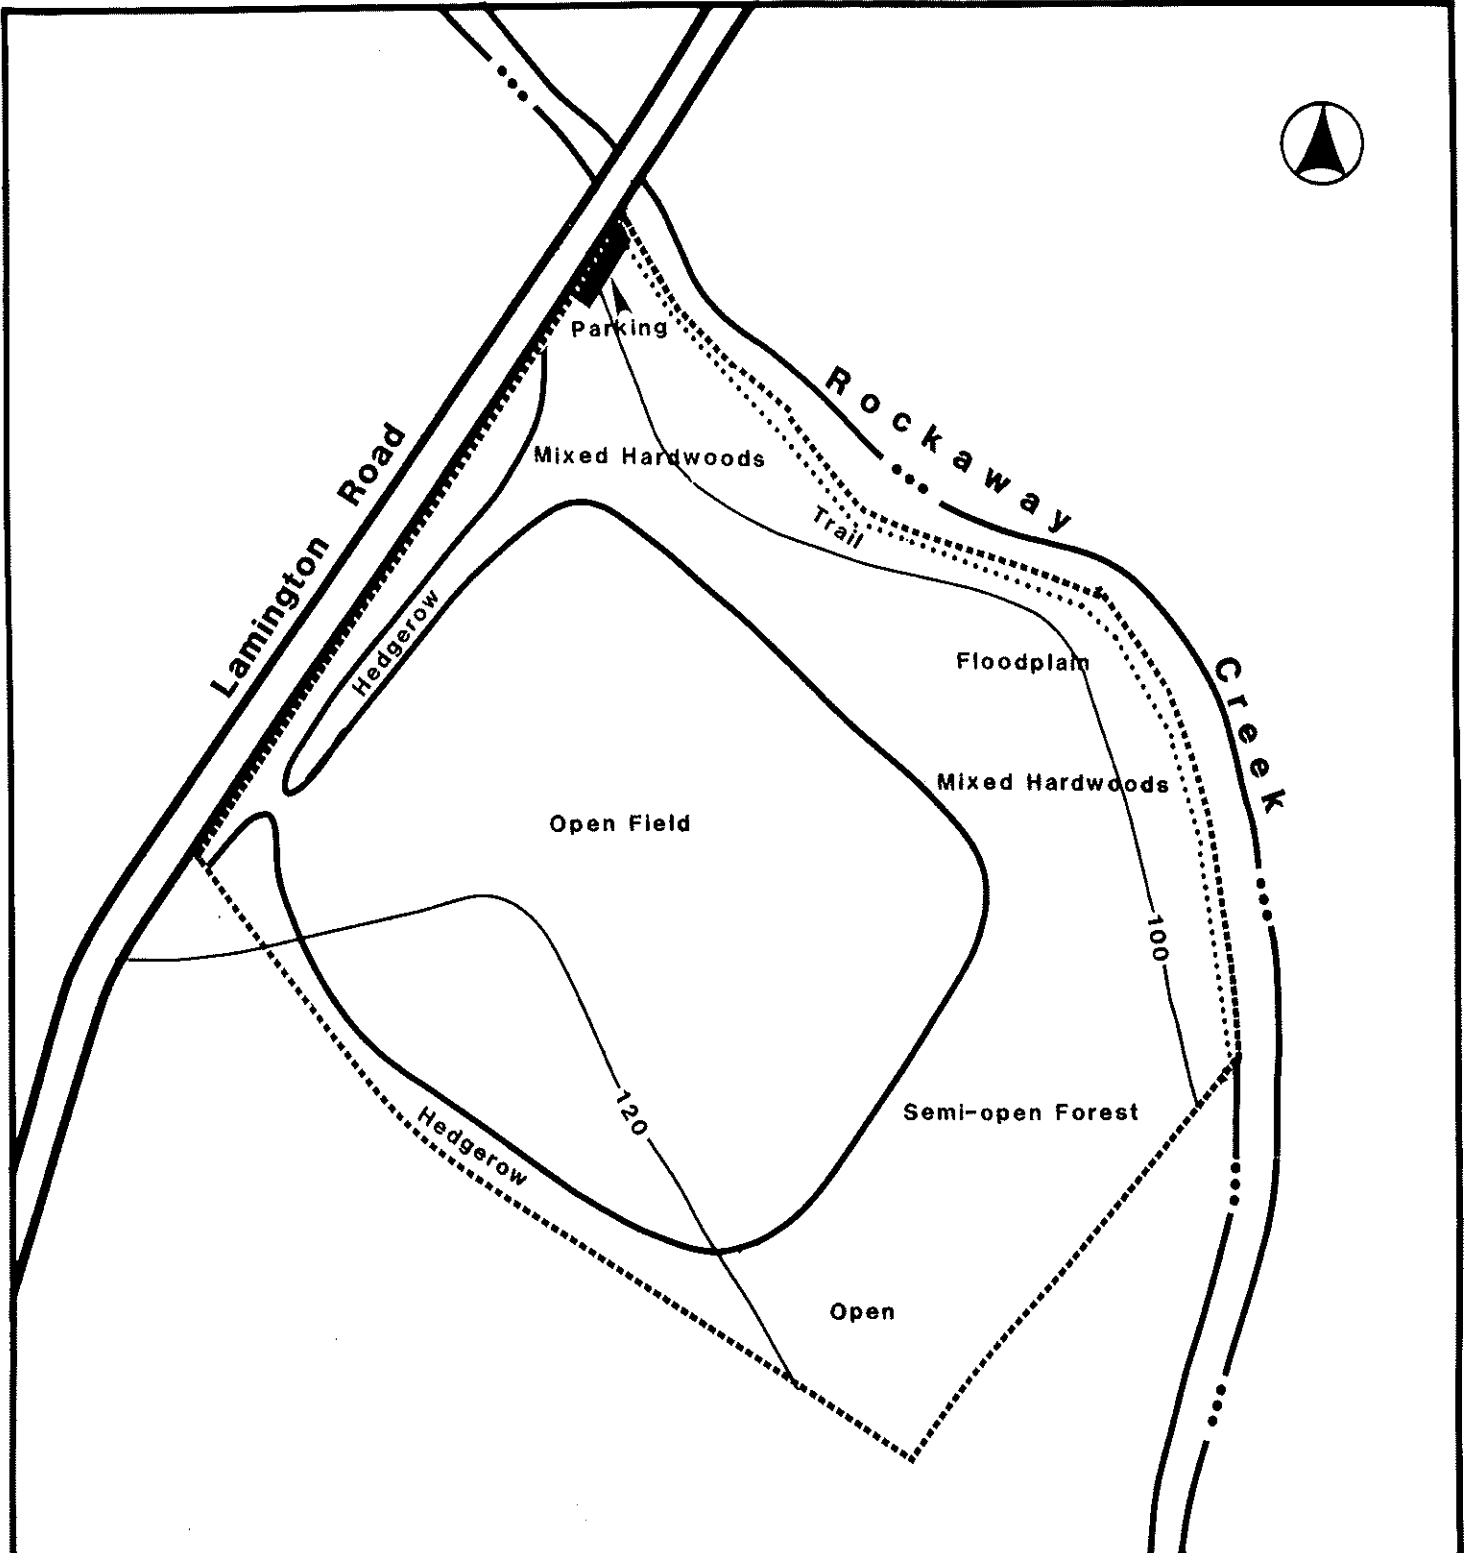 Parking
Rockaway
Lamington Road
Mixed Hardwoods
Trail
Hedgerow
Floodplain
Creek
Mixed Hardwoods
Open Field
100
120
Semi-open Forest
Hedgerow
Open